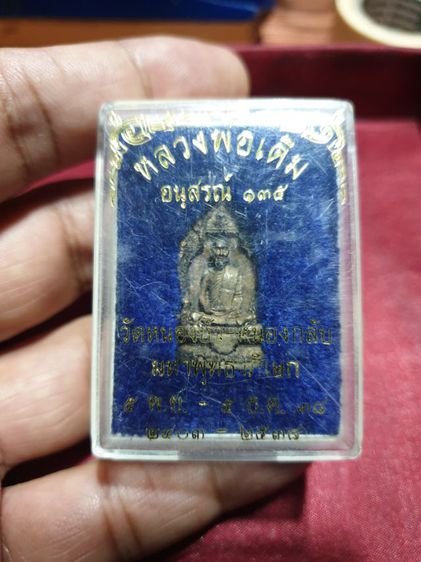 หลวงพ่อเดิม
อนุสรณ์ ๑๓๕
วัดหนองบัว-หนองกลับ
มหาพุทธาภิเษก
๕ พ.ย. - ๕ ธ.ค. ๓๘
๒๔๐๓ - ๒๕๓๘